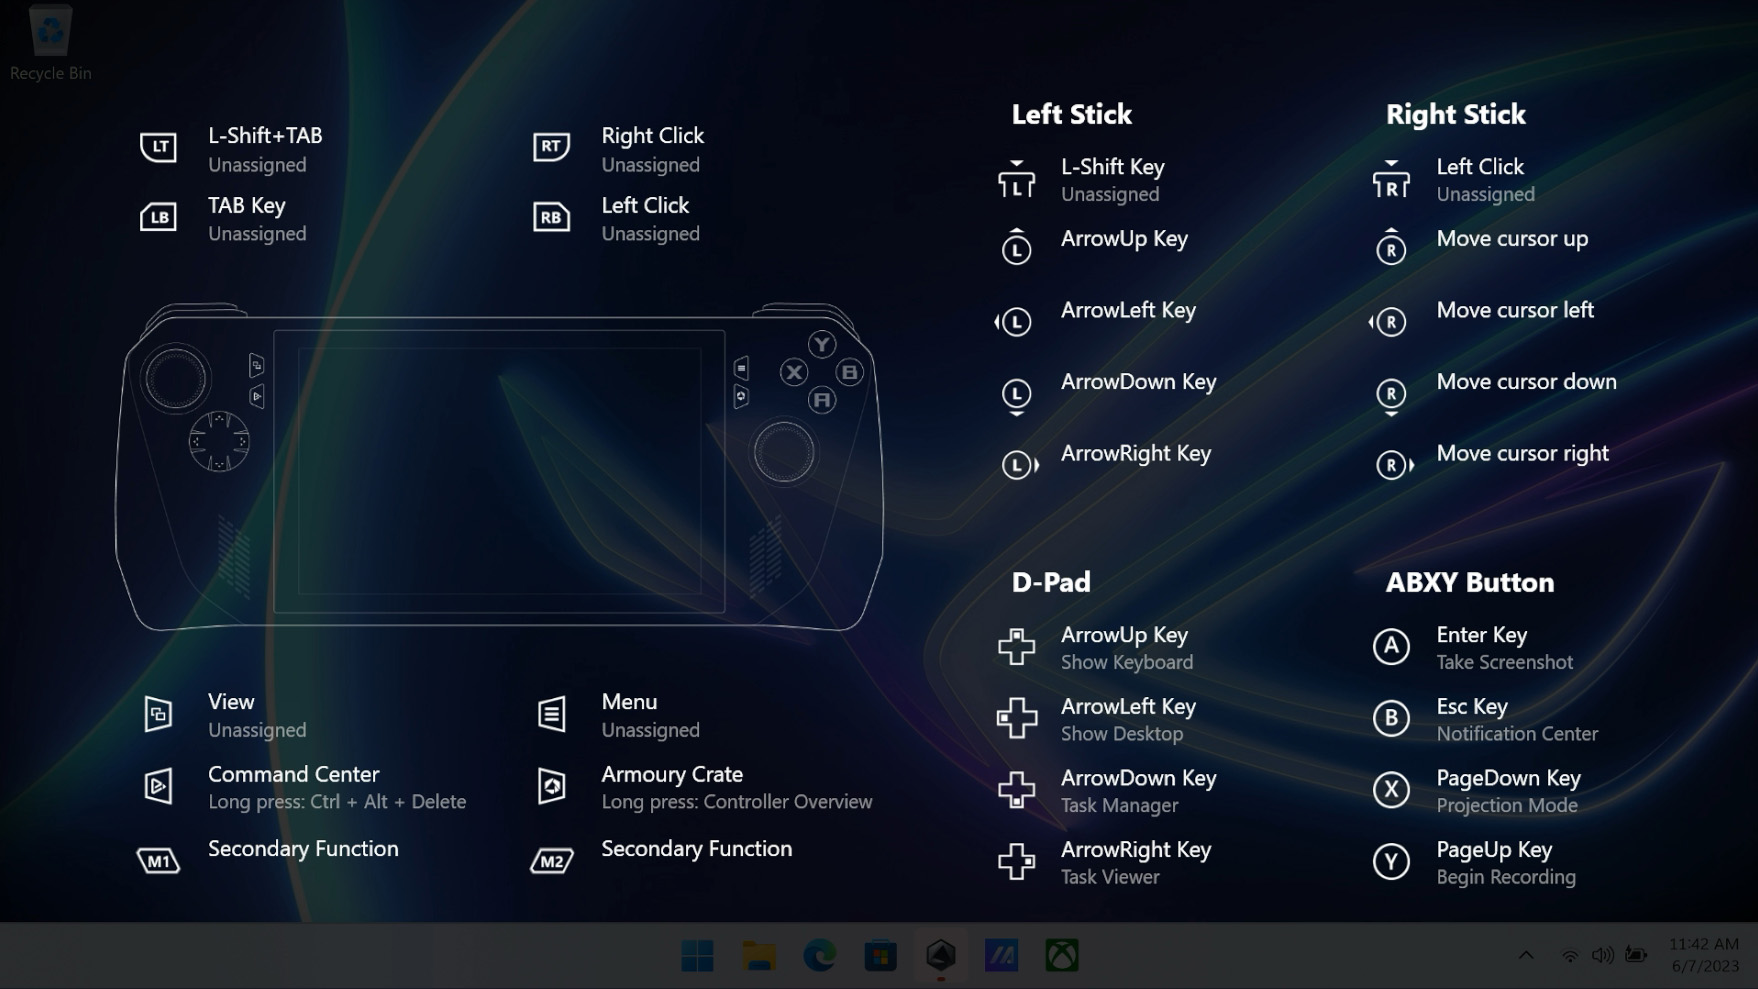 Recycle Bin
LT
L-Shift+TAB
Unassigned
RT
Right Click
Unassigned
LB
TAB Key
Unassigned
RB
Left Click
Unassigned
Y
X
B
A
View
Unassigned
Menu
Unassigned
Command Center
Long press: Ctrl + Alt + Delete
Armoury Crate
Long press: Controller Overview
M1
Secondary Function
M2
Secondary Function
Left Stick
L
L-Shift Key
Unassigned
L
ArrowUp Key
L
ArrowLeft Key
L
ArrowDown Key
L
ArrowRight Key
Right Stick
R
Left Click
Unassigned
R
Move cursor up
R
Move cursor left
R
Move cursor down
R
Move cursor right
D-Pad
ArrowUp Key
Show Keyboard
ArrowLeft Key
Show Desktop
ArrowDown Key
Task Manager
ArrowRight Key
Task Viewer
ABXY Button
A
Enter Key
Take Screenshot
B
Esc Key
Notification Center
X
PageDown Key
Projection Mode
Y
PageUp Key
Begin Recording
11:42 AM
6/7/2023